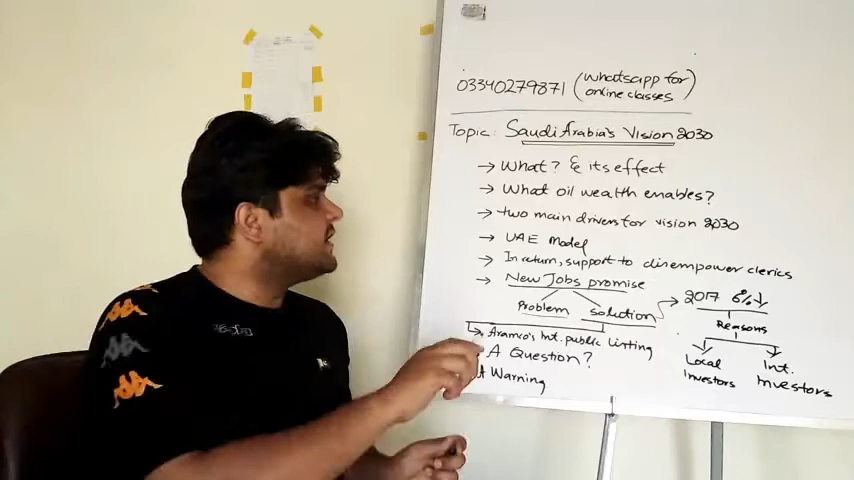 03340279871 (whatsapp for online classes)
Topic: Saudi Arabia's Vision 2030
→ What? & its effect
→ What oil wealth enables?
→ two main drivers for vision 2030
→ UAE Model
→ In return, support to disempower clerics
→ New Jobs promise
Problem solution → 2017 6%↓
Reasons
Local Investors
Int. Investors
→ Aramco's Int. public Listing
A Question?
A Warning